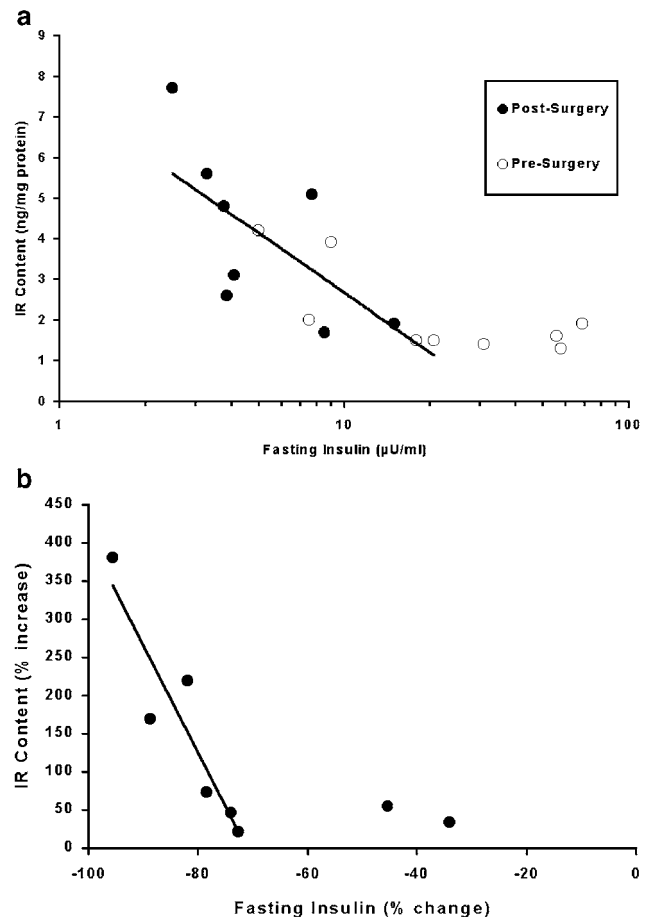 a
9
8
7
6
5
4
3
2
1
0
IR Content (ng/mg protein)
Post-Surgery
Pre-Surgery
1 10 100
Fasting Insulin (µU/ml)
b
450
400
350
300
250
200
150
100
50
0
IR Content (% increase)
-100 -80 -60 -40 -20 0
Fasting Insulin (% change)